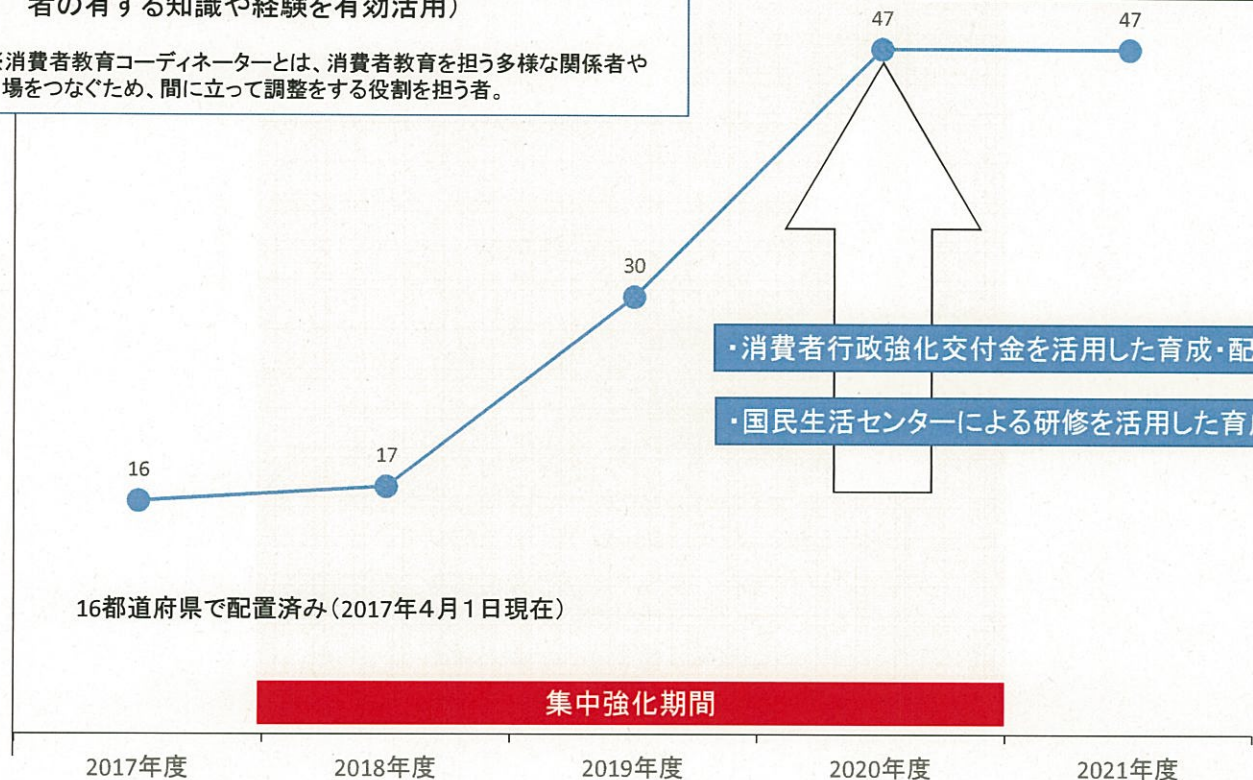 者の有する知識や経験を有効活用）
※消費者教育コーディネーターとは、消費者教育を担う多様な関係者や
場をつなぐため、間に立って調整をする役割を担う者。
47
47
30
・消費者行政強化交付金を活用した育成・配
・国民生活センターによる研修を活用した育成
16
17
16都道府県で配置済み（2017年４月１日現在）
集中強化期間
2017年度
2018年度
2019年度
2020年度
2021年度